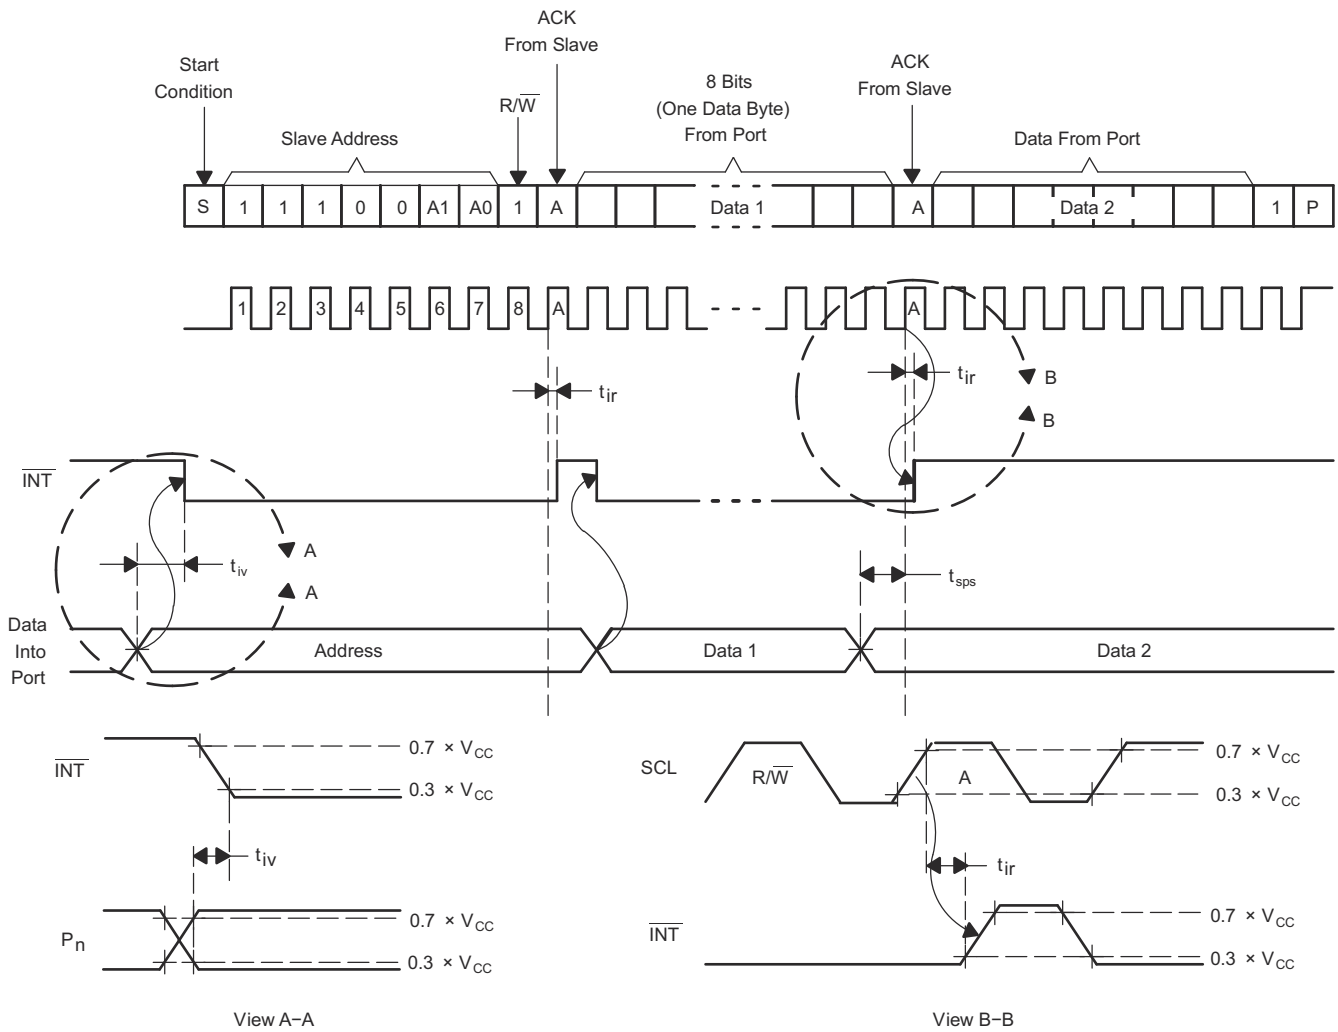 ACK
From Slave
Start
Condition
R/W̅
8 Bits
(One Data Byte)
From Port
ACK
From Slave
Slave Address
Data From Port
S 1 1 1 0 0 A1 A0 1 A Data 1 A Data 2 1 P
1 2 3 4 5 6 7 8 A A
t_ir
t_ir
B
B
I̅N̅T̅
A
t_iv
A
t_sps
Data
Into
Port
Address
Data 1
Data 2
I̅N̅T̅
0.7 × V_CC
0.3 × V_CC
t_iv
P_n
0.7 × V_CC
0.3 × V_CC
View A–A
SCL
R/W̅
A
0.7 × V_CC
0.3 × V_CC
t_ir
I̅N̅T̅
0.7 × V_CC
0.3 × V_CC
View B–B